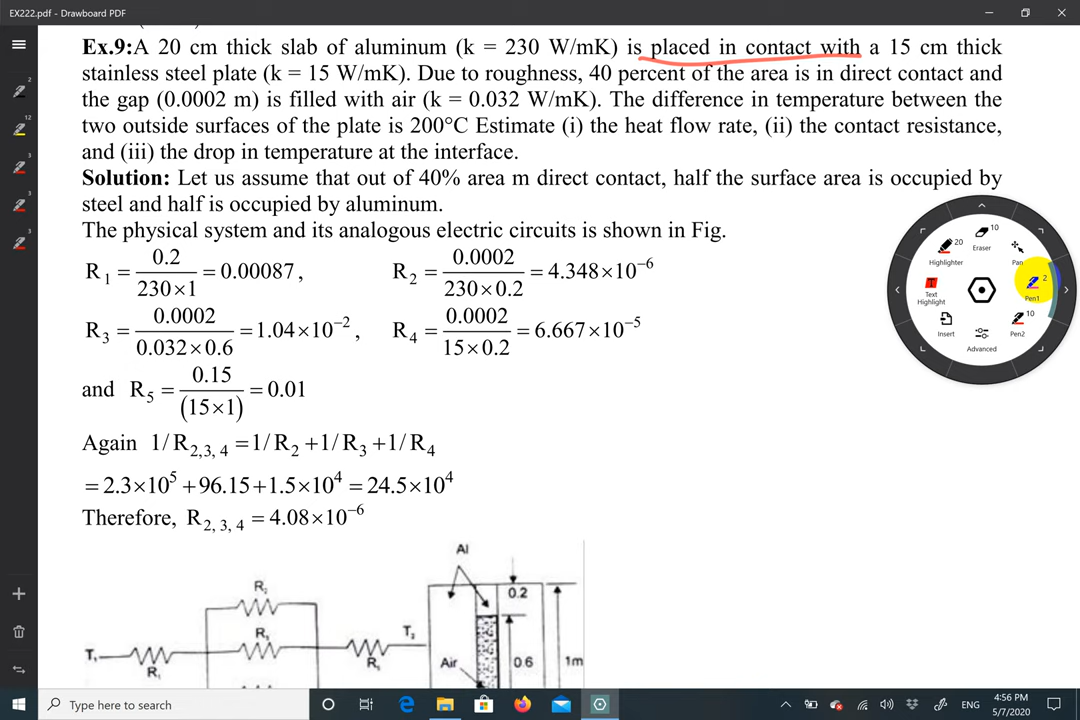 EX222.pdf - Drawboard PDF
Ex.9:A 20 cm thick slab of aluminum (k = 230 W/mK) is placed in contact with a 15 cm thick
stainless steel plate (k = 15 W/mK). Due to roughness, 40 percent of the area is in direct contact and
the gap (0.0002 m) is filled with air (k = 0.032 W/mK). The difference in temperature between the
two outside surfaces of the plate is 200°C Estimate (i) the heat flow rate, (ii) the contact resistance,
and (iii) the drop in temperature at the interface.
Solution: Let us assume that out of 40% area m direct contact, half the surface area is occupied by
steel and half is occupied by aluminum.
The physical system and its analogous electric circuits is shown in Fig.
R₁ = 0.2 / 230×1 = 0.00087, R₂ = 0.0002 / 230×0.2 = 4.348×10⁻⁶
R₃ = 0.0002 / 0.032×0.6 = 1.04×10⁻², R₄ = 0.0002 / 15×0.2 = 6.667×10⁻⁵
and R₅ = 0.15 / (15×1) = 0.01
Again 1/R₂,₃,₄ = 1/R₂ + 1/R₃ + 1/R₄
= 2.3×10⁵ + 96.15 + 1.5×10⁴ = 24.5×10⁴
Therefore, R₂,₃,₄ = 4.08×10⁻⁶
Al
0.2
T₁
R₁
R₃
T₂
Air
0.6
1m
2
12
3
3
3
20
Highlighter
10
Eraser
Pan
T
Text
Highlight
2
Pen1
Insert
Advanced
10
Pen2
Type here to search
ENG
4:56 PM
5/7/2020